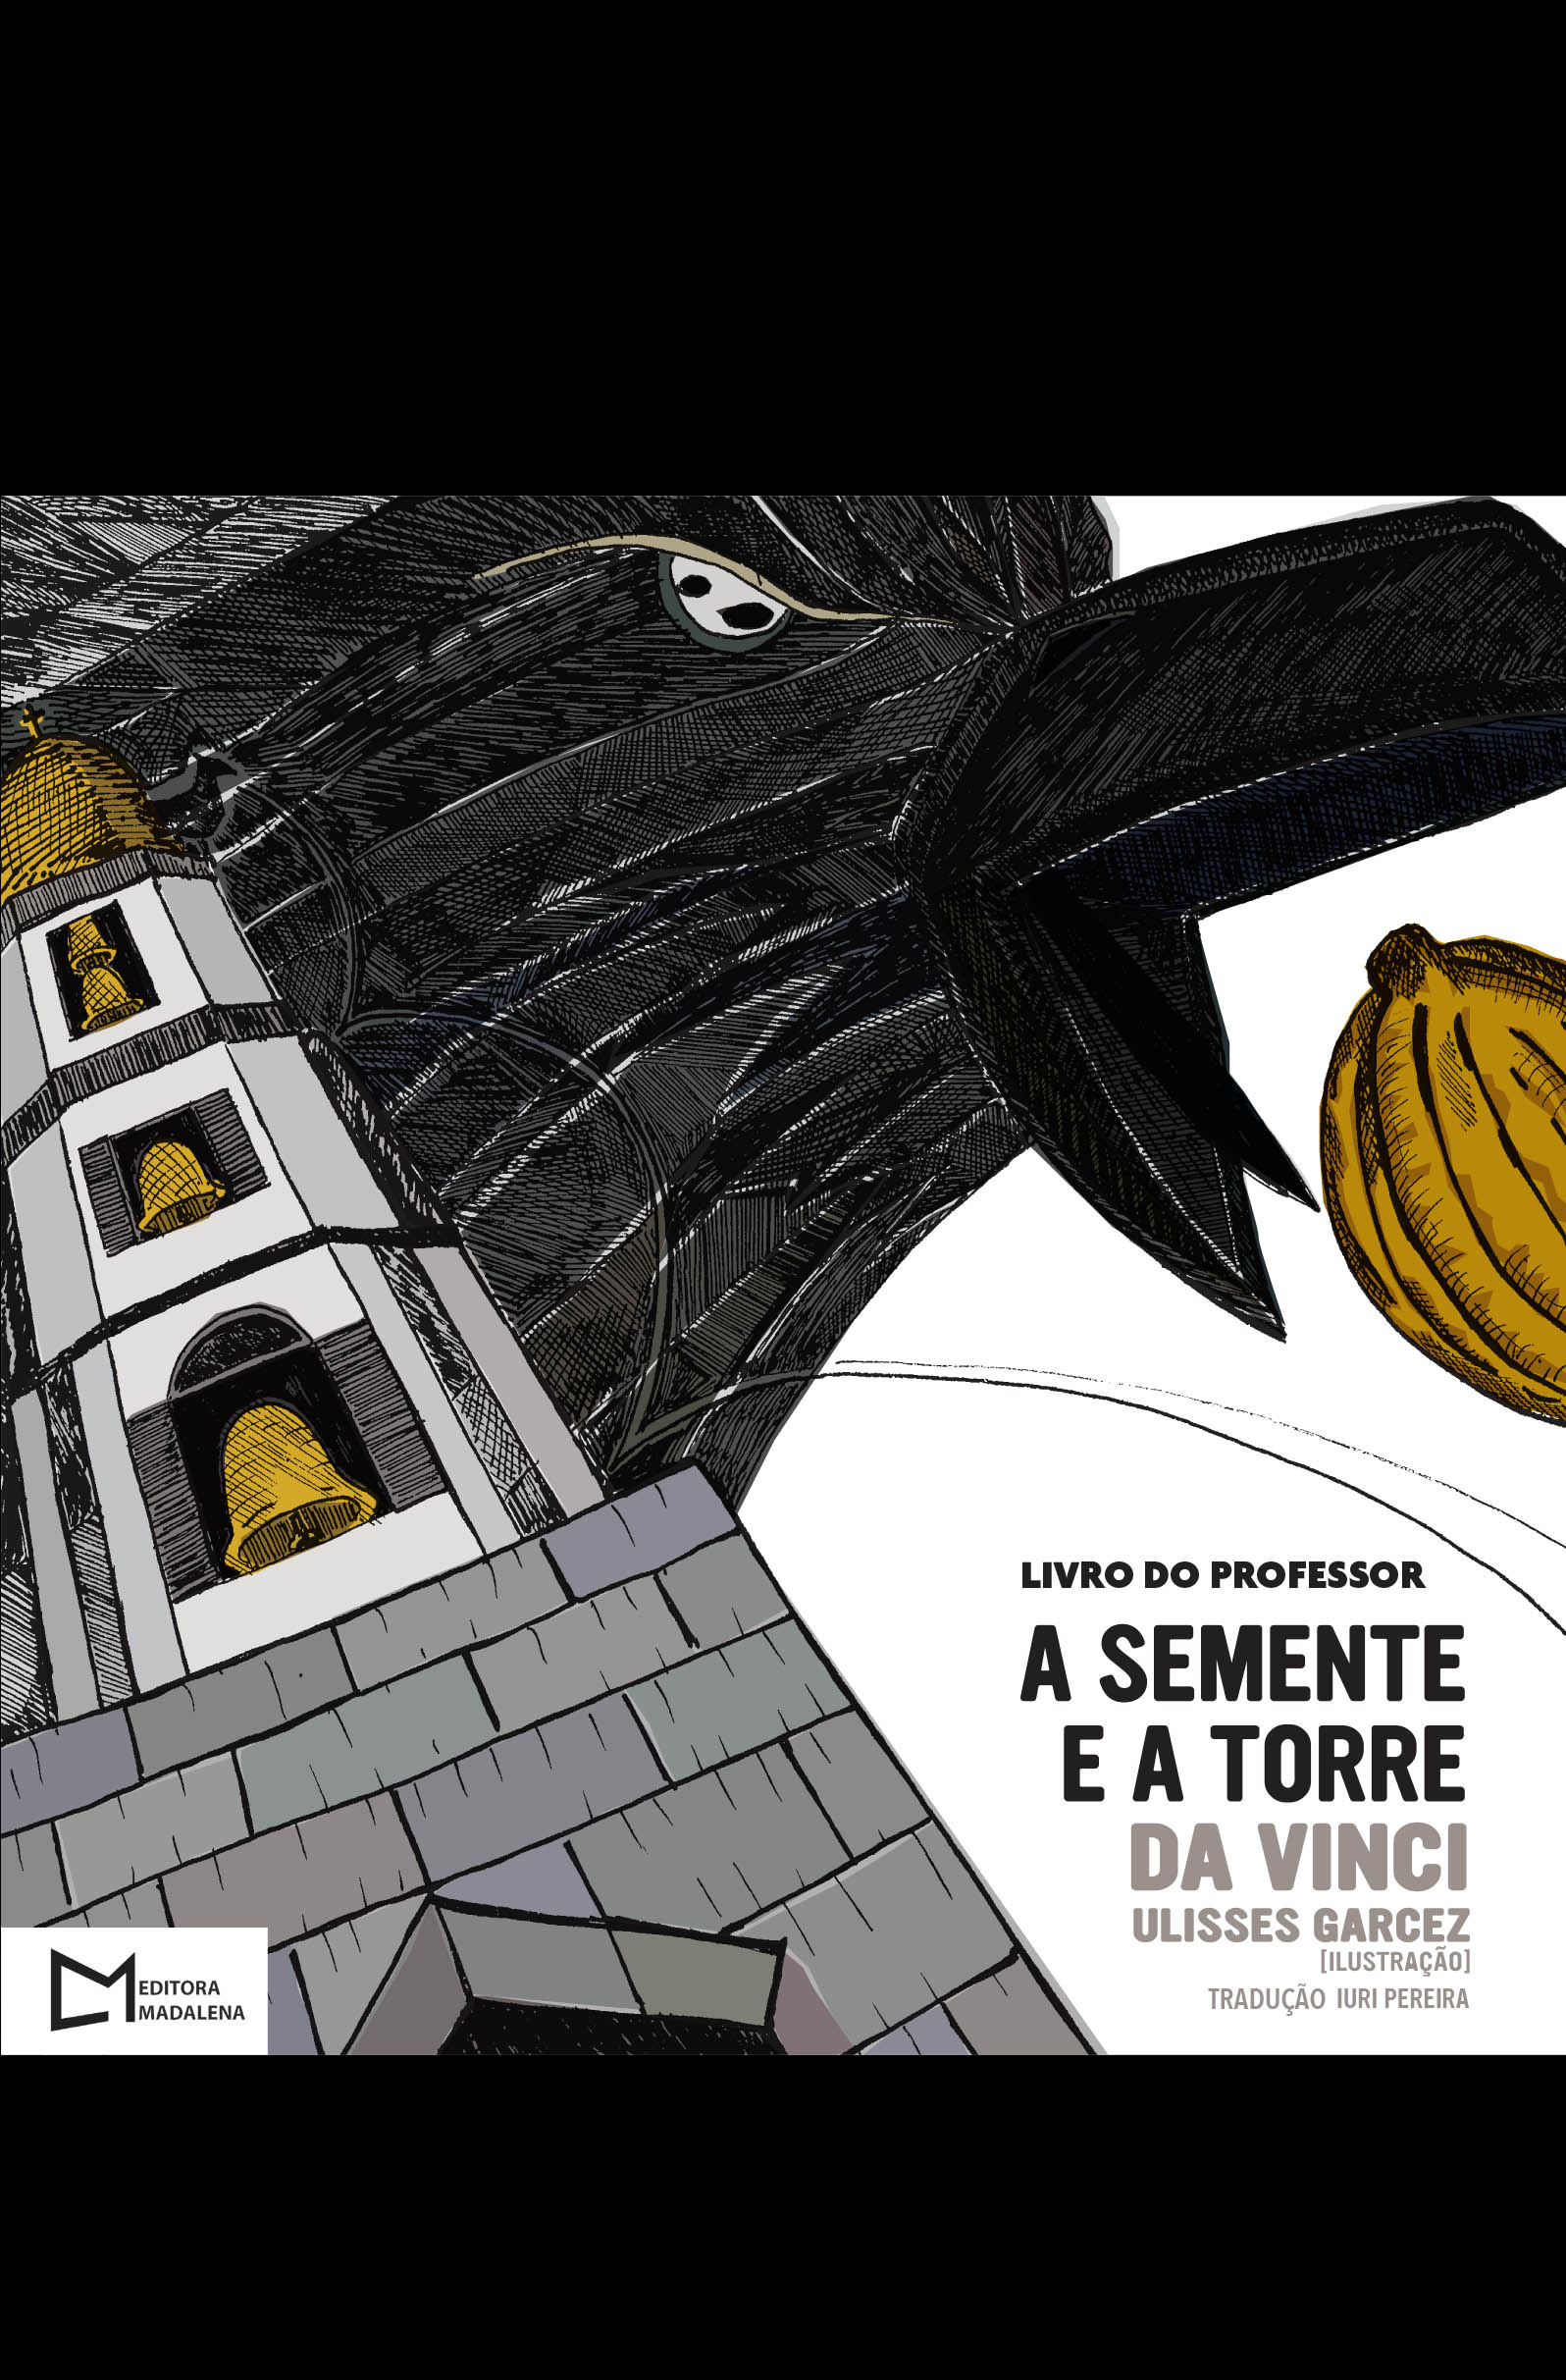 LIVRO DO PROFESSOR
A SEMENTE
E A TORRE
DA VINCI
ULISSES GARCEZ
[ILUSTRAÇÃO]
TRADUÇÃO IURI PEREIRA
EDITORA
MADALENA